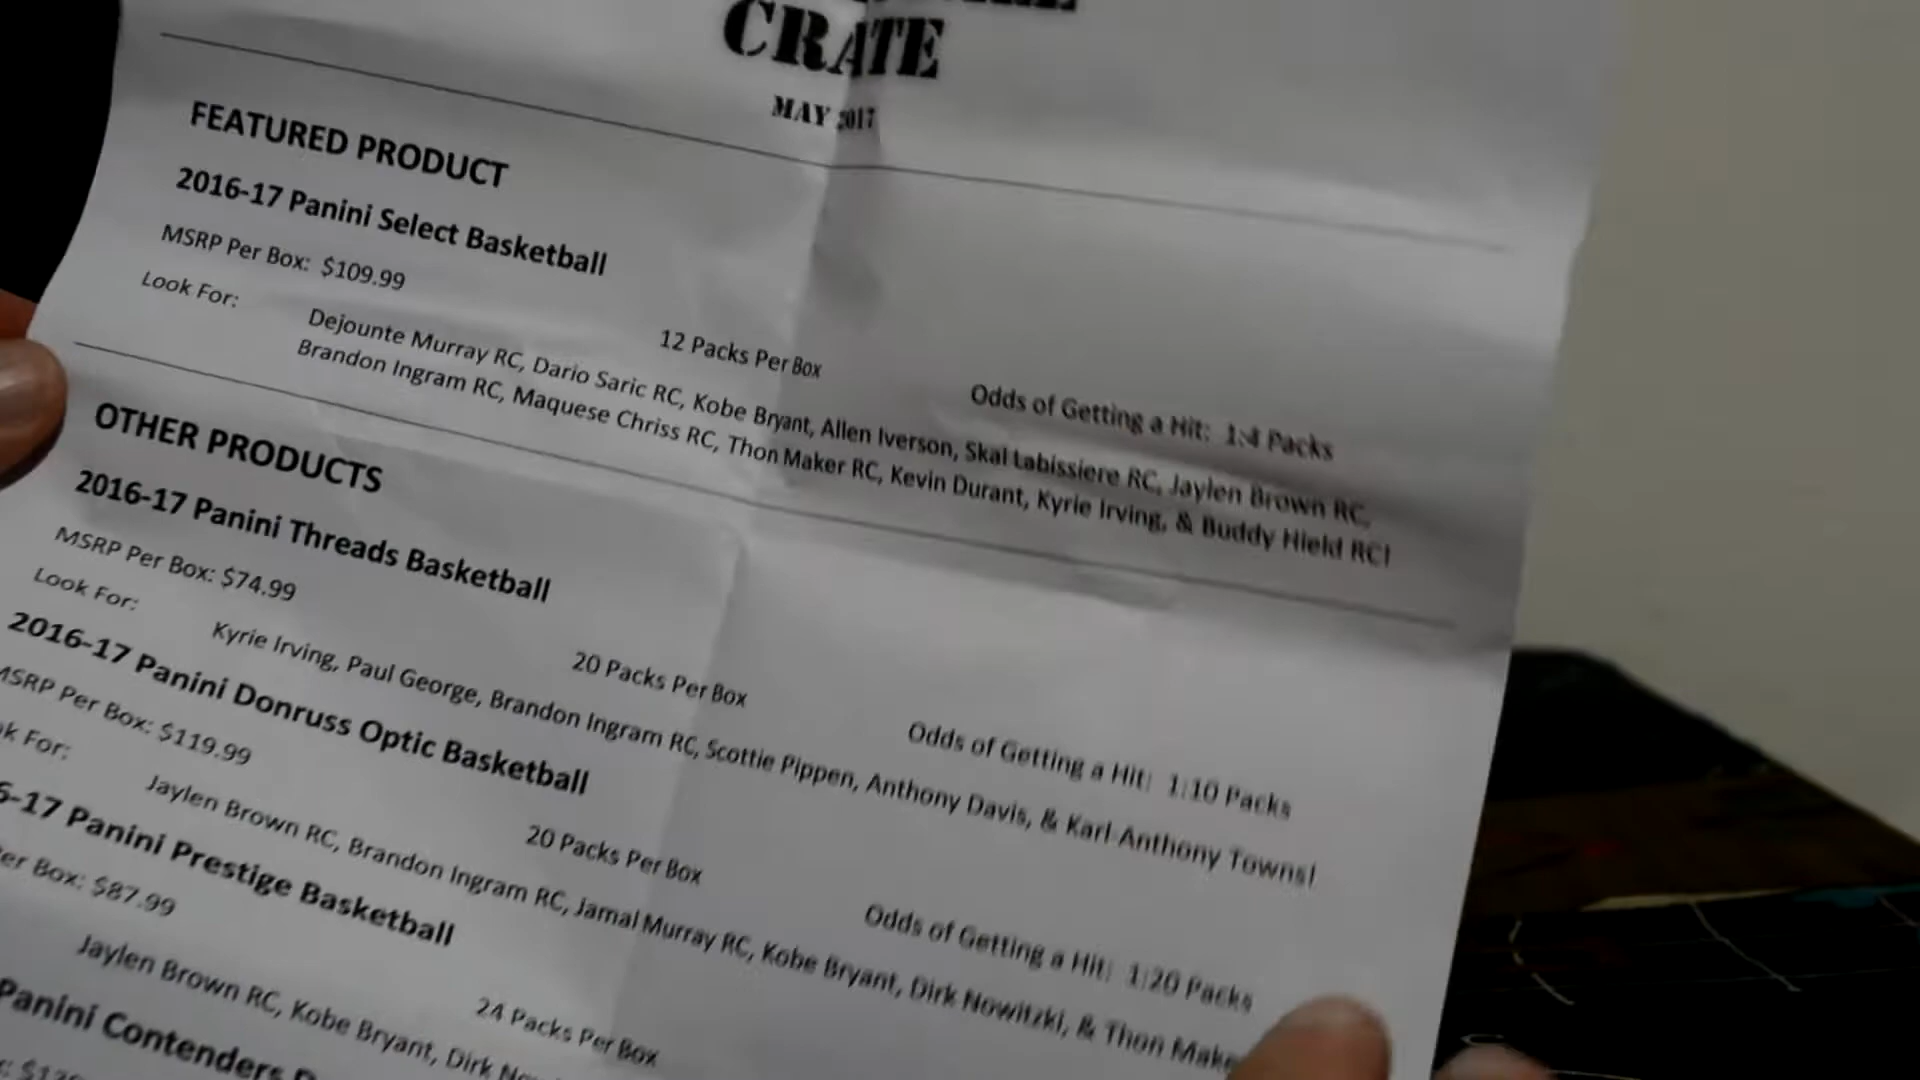 CRATE
MAY 2017
FEATURED PRODUCT
2016-17 Panini Select Basketball
MSRP Per Box: $109.99
12 Packs Per Box
Odds of Getting a Hit: 1:4 Packs
Look For:
Dejounte Murray RC, Dario Saric RC, Kobe Bryant, Allen Iverson, Skal Labissiere RC, Jaylen Brown RC,
Brandon Ingram RC, Maquese Chriss RC, Thon Maker RC, Kevin Durant, Kyrie Irving, & Buddy Hield RC!
OTHER PRODUCTS
2016-17 Panini Threads Basketball
MSRP Per Box: $74.99
20 Packs Per Box
Odds of Getting a Hit: 1:10 Packs
Look For:
Kyrie Irving, Paul George, Brandon Ingram RC, Scottie Pippen, Anthony Davis, & Karl Anthony Towns!
2016-17 Panini Donruss Optic Basketball
MSRP Per Box: $119.99
20 Packs Per Box
Odds of Getting a Hit: 1:20 Packs
ok For:
Jaylen Brown RC, Brandon Ingram RC, Jamal Murray RC, Kobe Bryant, Dirk Nowitzki, & Thon Make
6-17 Panini Prestige Basketball
er Box: $87.99
24 Packs Per Box
Jaylen Brown RC, Kobe Bryant, Dirk
Panini Contenders